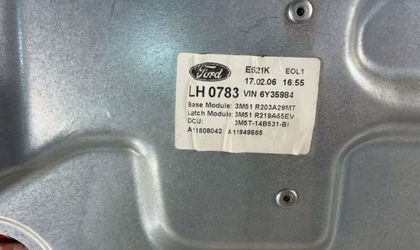 Ford
E621K EOL1
17.02.06 16:55
LH 0783 VIN 6Y35984
Base Module: 3M51 R203A29MT
Latch Module: 3M51 R219A65EV
DCU: 3M5T-14B531-BI
A11808042 A11849865